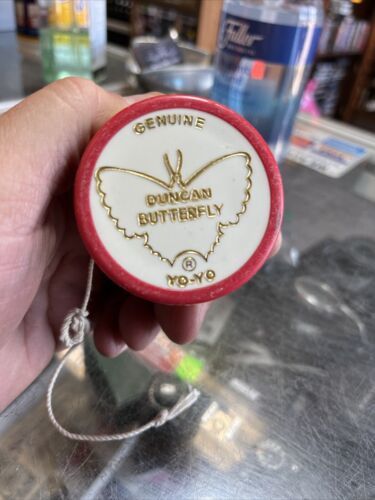 Fuller
GENUINE
DUNCAN
BUTTERFLY
®
YO-YO